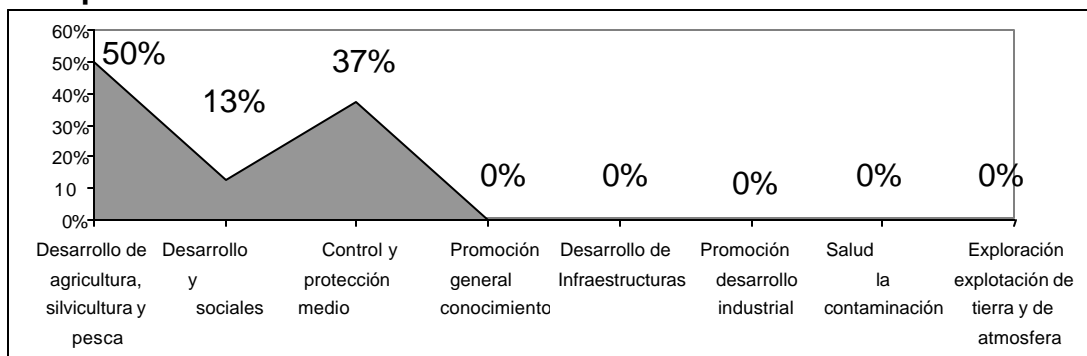 60%
50%
40%
30%
20%
10
0%
50%
13%
37%
0%
0%
0%
0%
0%
Desarrollo de agricultura, silvicultura y pesca
Desarrollo y sociales
Control y protección medio
Promoción general conocimiento
Desarrollo de Infraestructuras
Promoción desarrollo industrial
Salud la contaminación
Exploración explotación de tierra y de atmosfera